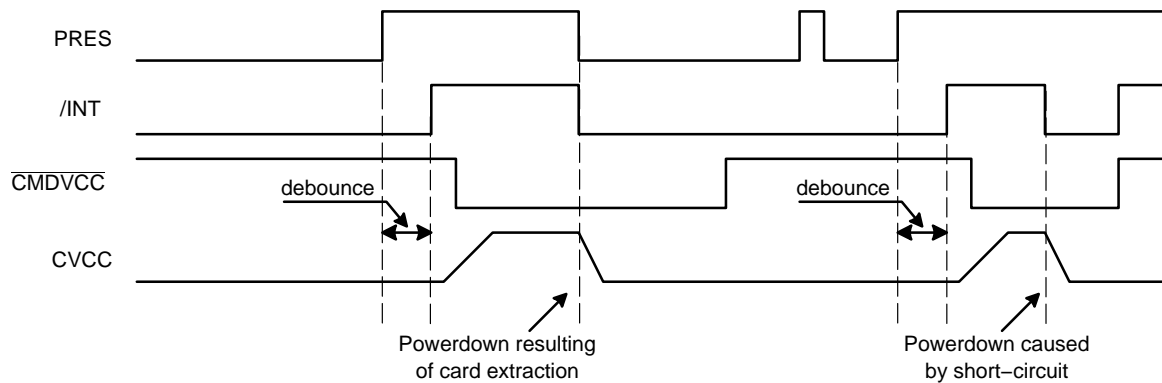 PRES
/INT
CMDVCC
debounce
debounce
CVCC
Powerdown resulting
of card extraction
Powerdown caused
by short−circuit